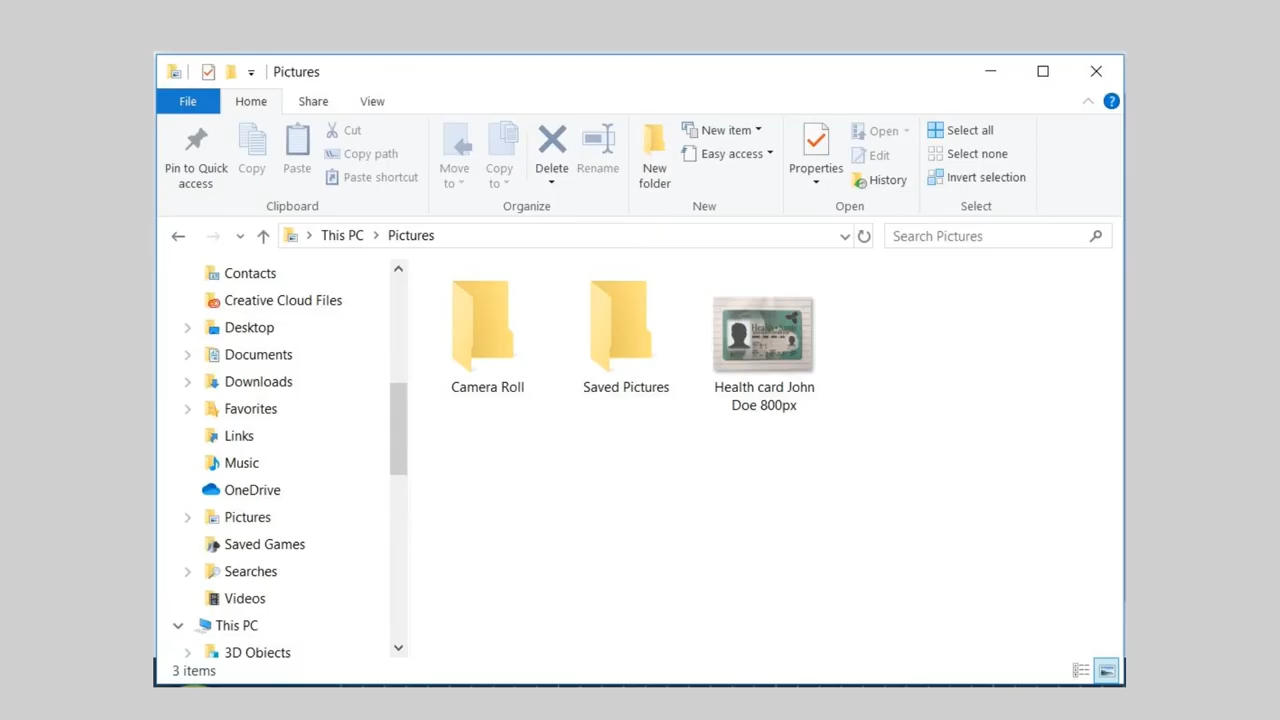 Pictures
File Home Share View
Pin to Quick access
Copy
Paste
Cut
Copy path
Paste shortcut
Clipboard
Move to
Copy to
Delete
Rename
Organize
New folder
New item
Easy access
New
Properties
Open
Edit
History
Open
Select all
Select none
Invert selection
Select
This PC Pictures
Search Pictures
Contacts
Creative Cloud Files
Desktop
Documents
Downloads
Favorites
Links
Music
OneDrive
Pictures
Saved Games
Searches
Videos
This PC
3D Objects
Camera Roll
Saved Pictures
Health card John
Doe 800px
3 items